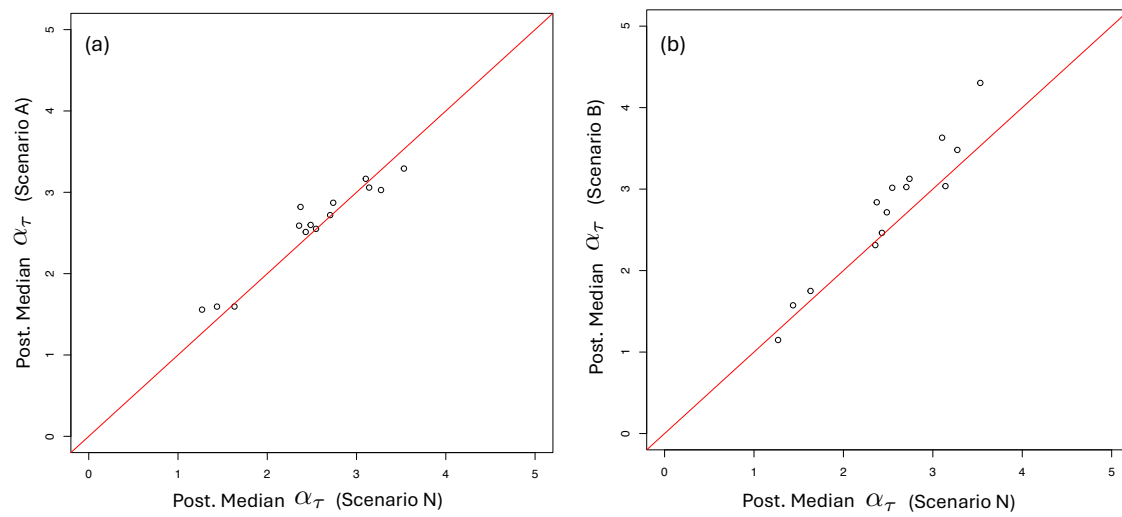 (a)
5
4
3
2
1
0
Post. Median α_τ (Scenario A)
0 1 2 3 4 5
Post. Median α_τ (Scenario N)
(b)
5
4
3
2
1
0
Post. Median α_τ (Scenario B)
0 1 2 3 4 5
Post. Median α_τ (Scenario N)